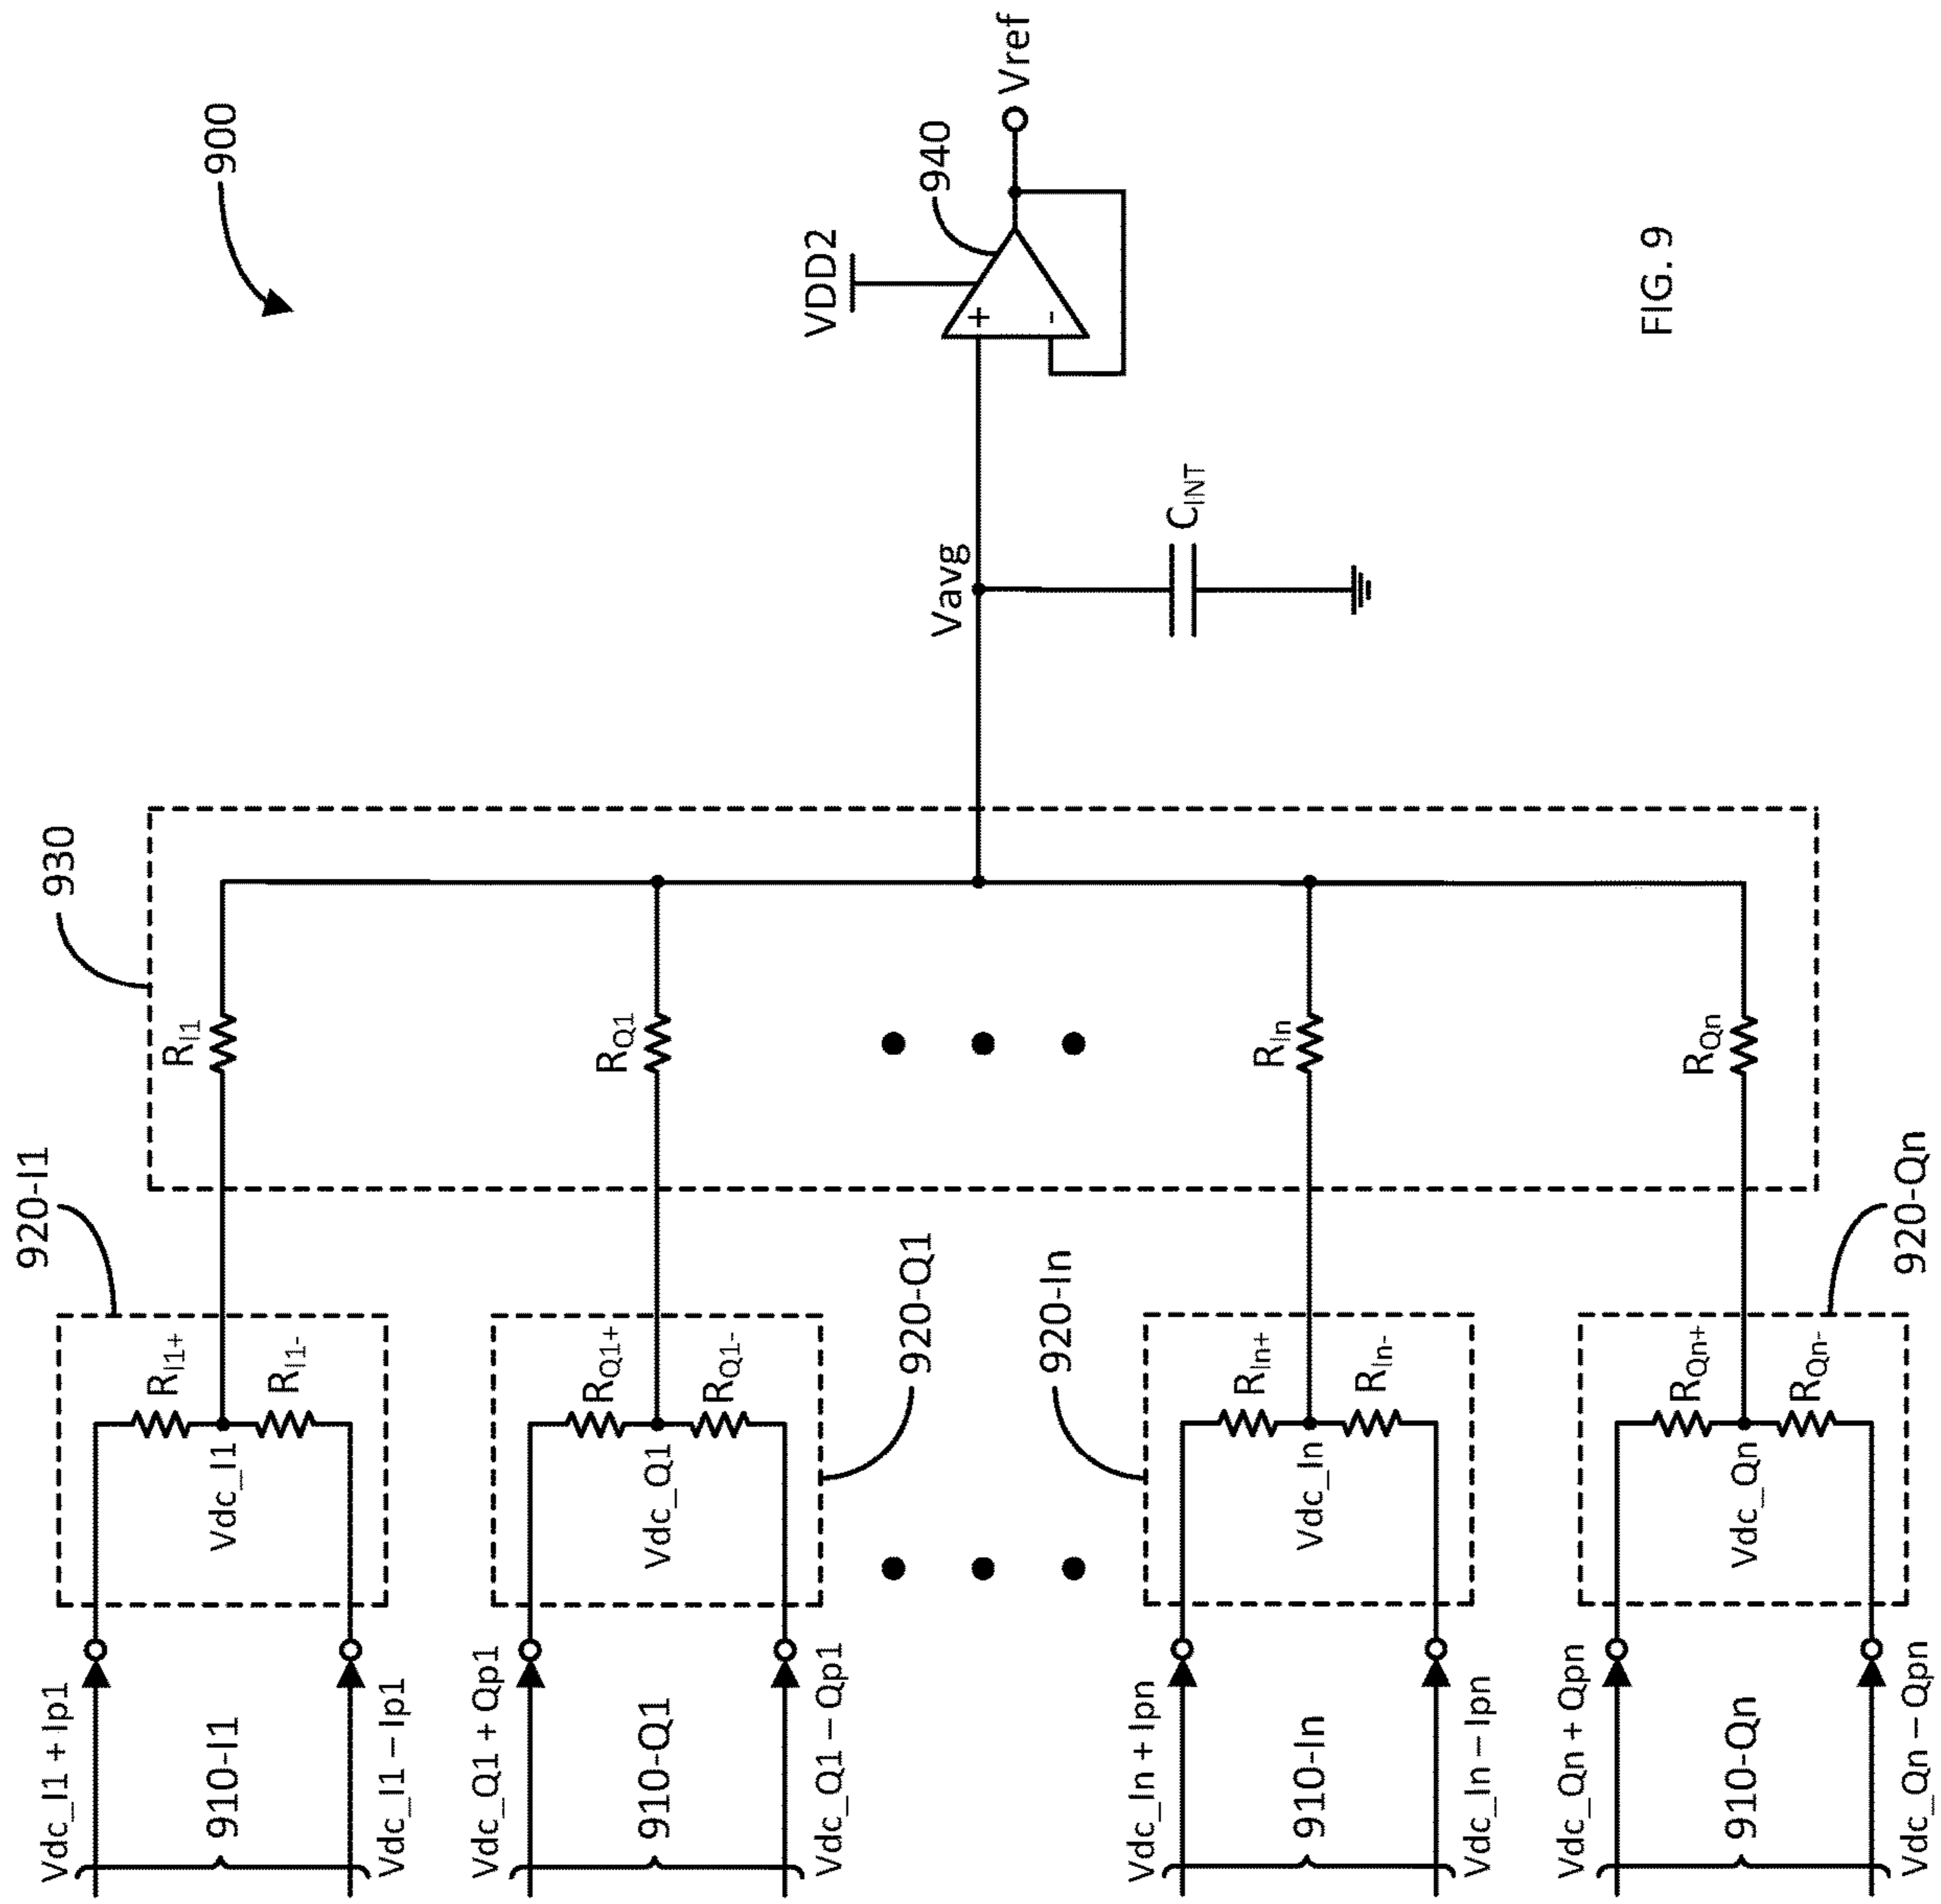 900
930
920-I1
R_I1
Vdc_I1 + Ip1
R_I1+
Vdc_I1
R_I1-
910-I1
Vdc_I1 – Ip1
R_Q1
Vdc_Q1 + Qp1
R_Q1+
Vdc_Q1
R_Q1-
910-Q1
Vdc_Q1 – Qp1
920-Q1
VDD2
940
+
-
Vref
Vavg
C_INT
920-In
R_In
Vdc_In + Ipn
R_In+
Vdc_In
R_In-
910-In
Vdc_In – Ipn
R_Qn
Vdc_Qn + Qpn
R_Qn+
Vdc_Qn
R_Qn-
910-Qn
Vdc_Qn – Qpn
920-Qn
FIG. 9